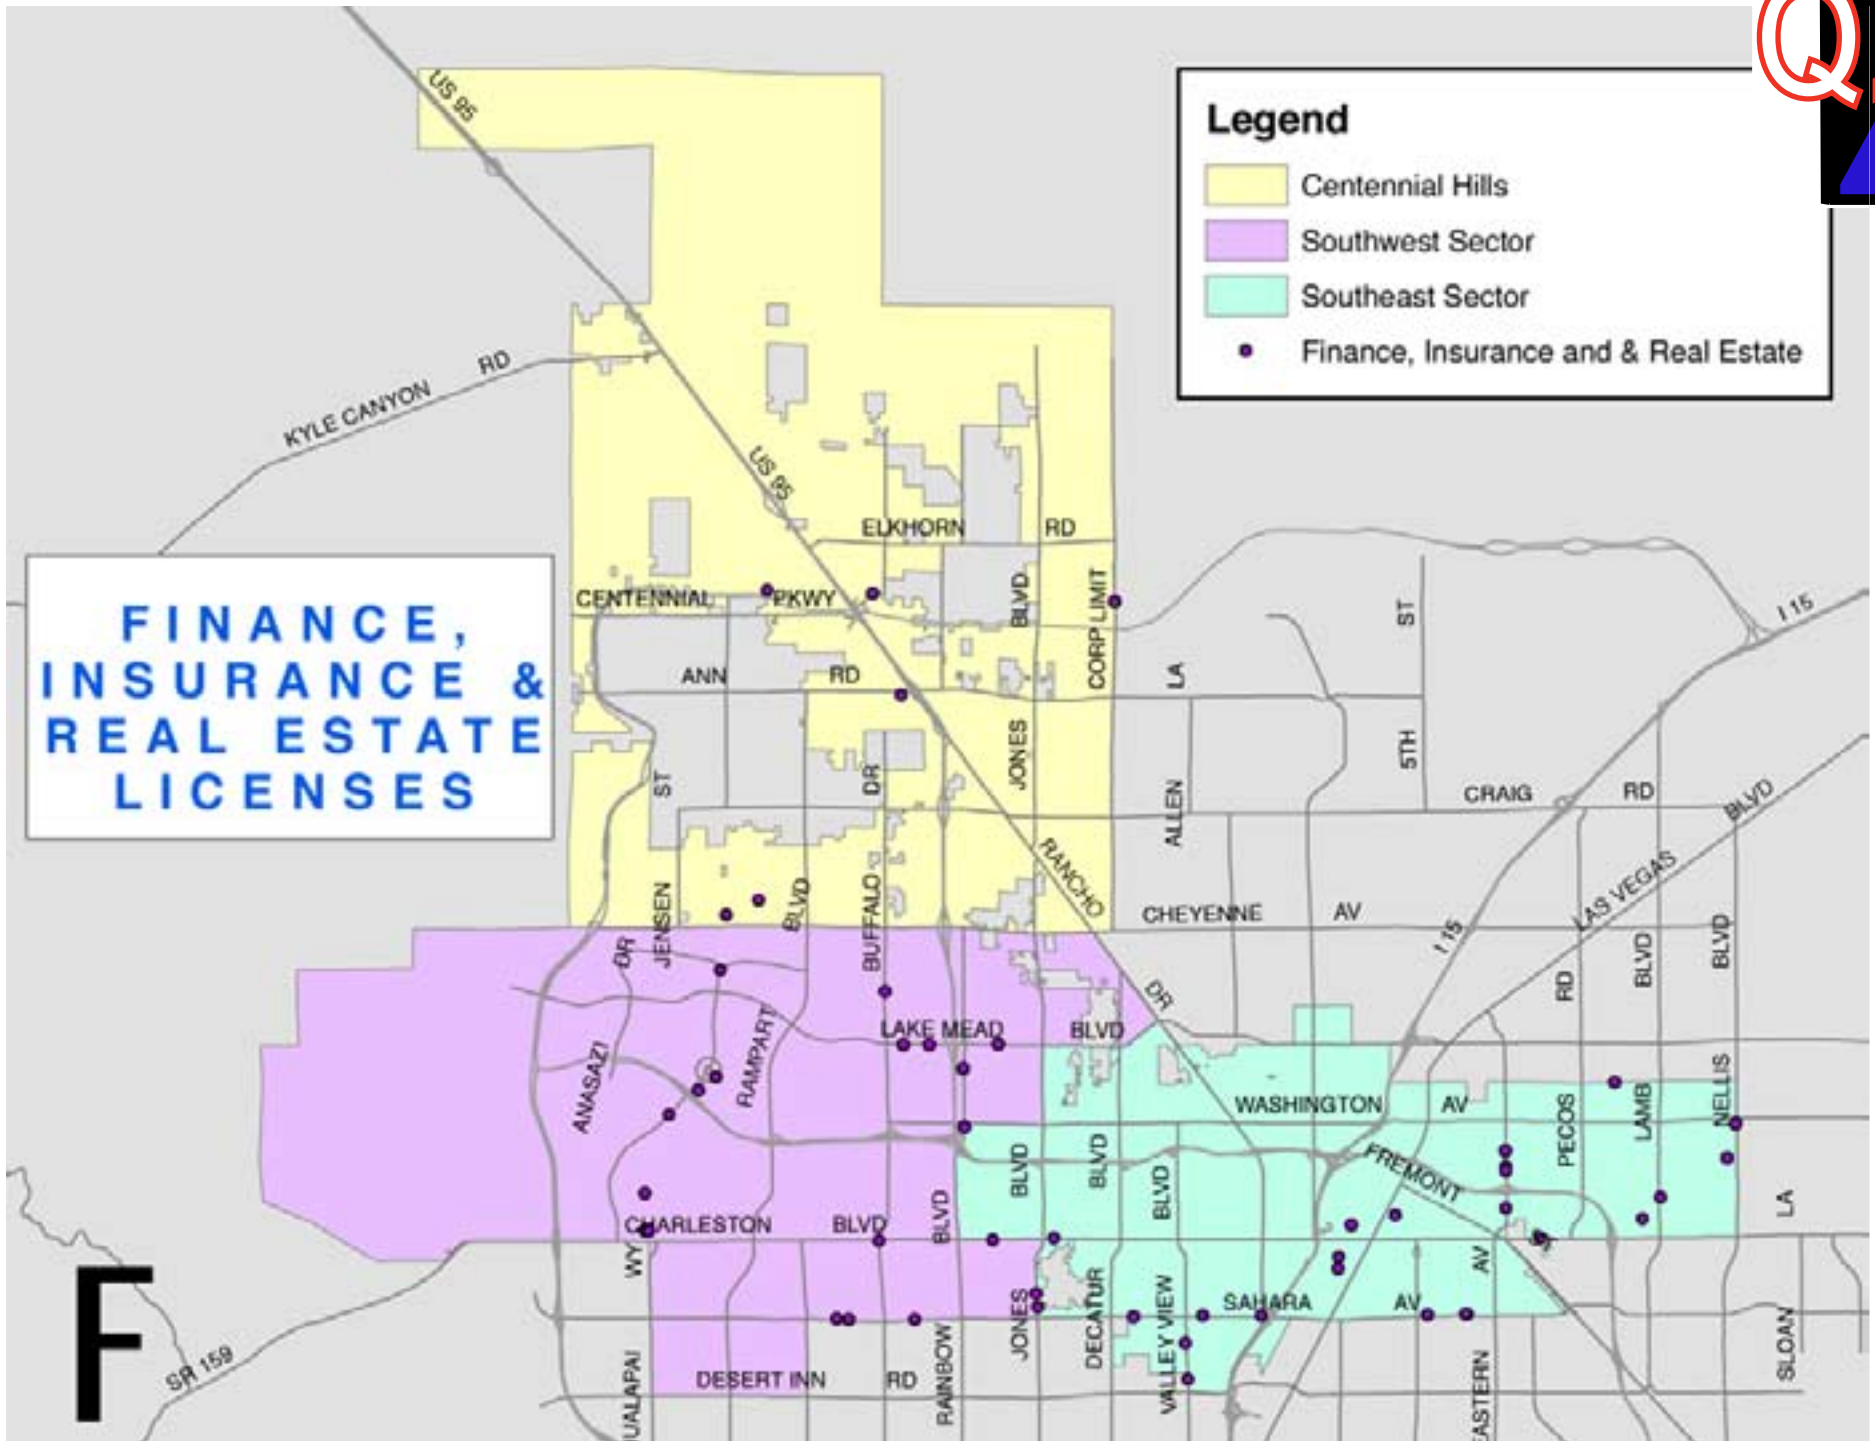 Q
US 95
Legend
Centennial Hills
Southwest Sector
Southeast Sector
Finance, Insurance and & Real Estate
KYLE CANYON RD
US 95
ELKHORN RD
FINANCE,
INSURANCE &
REAL ESTATE
LICENSES
CENTENNIAL PKWY
BLVD
CORP LIMIT
ST
I 15
ANN RD
LA
JONES
5TH
ST
DR
CRAIG RD
BLVD
ALLEN
RANCHO
LAS VEGAS
JENSEN
BLVD
BUFFALO
CHEYENNE AV
I 15
BLVD
BLVD
DR
RD
DR
LAKE MEAD BLVD
RAMPART
ANASAZI
WASHINGTON AV
PECOS
LAMB
NELLIS
FREMONT
BLVD
BLVD
BLVD
BLVD
LA
CHARLESTON BLVD
ST
WY
AV
F
JONES
DECATUR
VALLEY VIEW
SAHARA AV
SLOAN
SR 159
DESERT INN RD
RAINBOW
UALAPAI
EASTERN